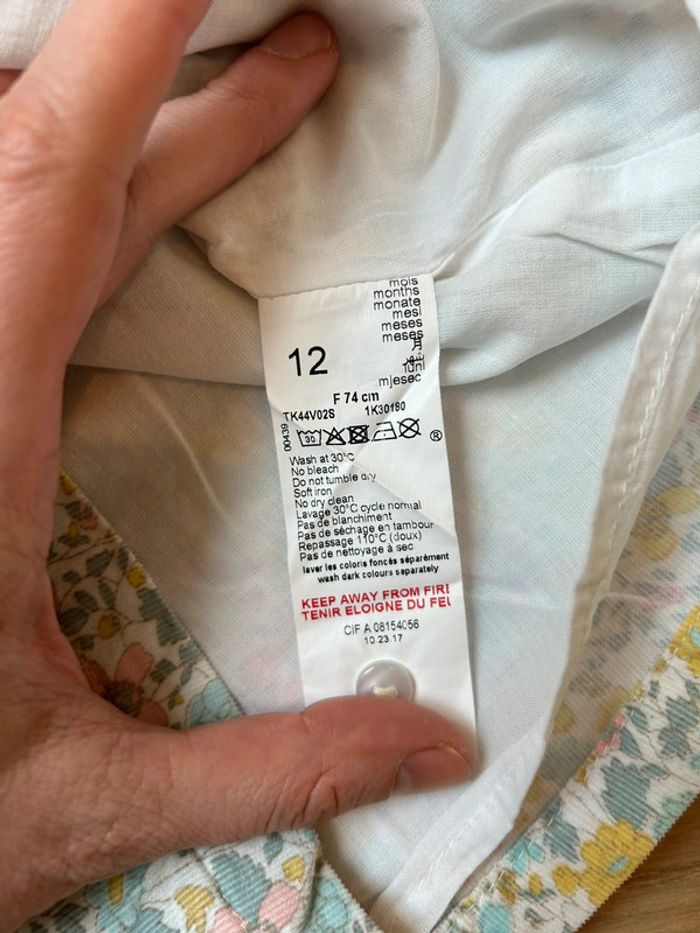 mois
months
monate
mesi
meses
meses
月
luni
mjesec
12
F 74 cm
TK44V02S 1K30180
00439
30
®
Wash at 30°C
No bleach
Do not tumble dry
Soft iron
No dry clean
Lavage 30°C cycle normal
Pas de blanchiment
Pas de séchage en tambour
Repassage 110°C (doux)
Pas de nettoyage à sec
laver les coloris foncés séparément
wash dark colours separately
KEEP AWAY FROM FIRE
TENIR ELOIGNE DU FEU
CIF A 08154056
10.23.17